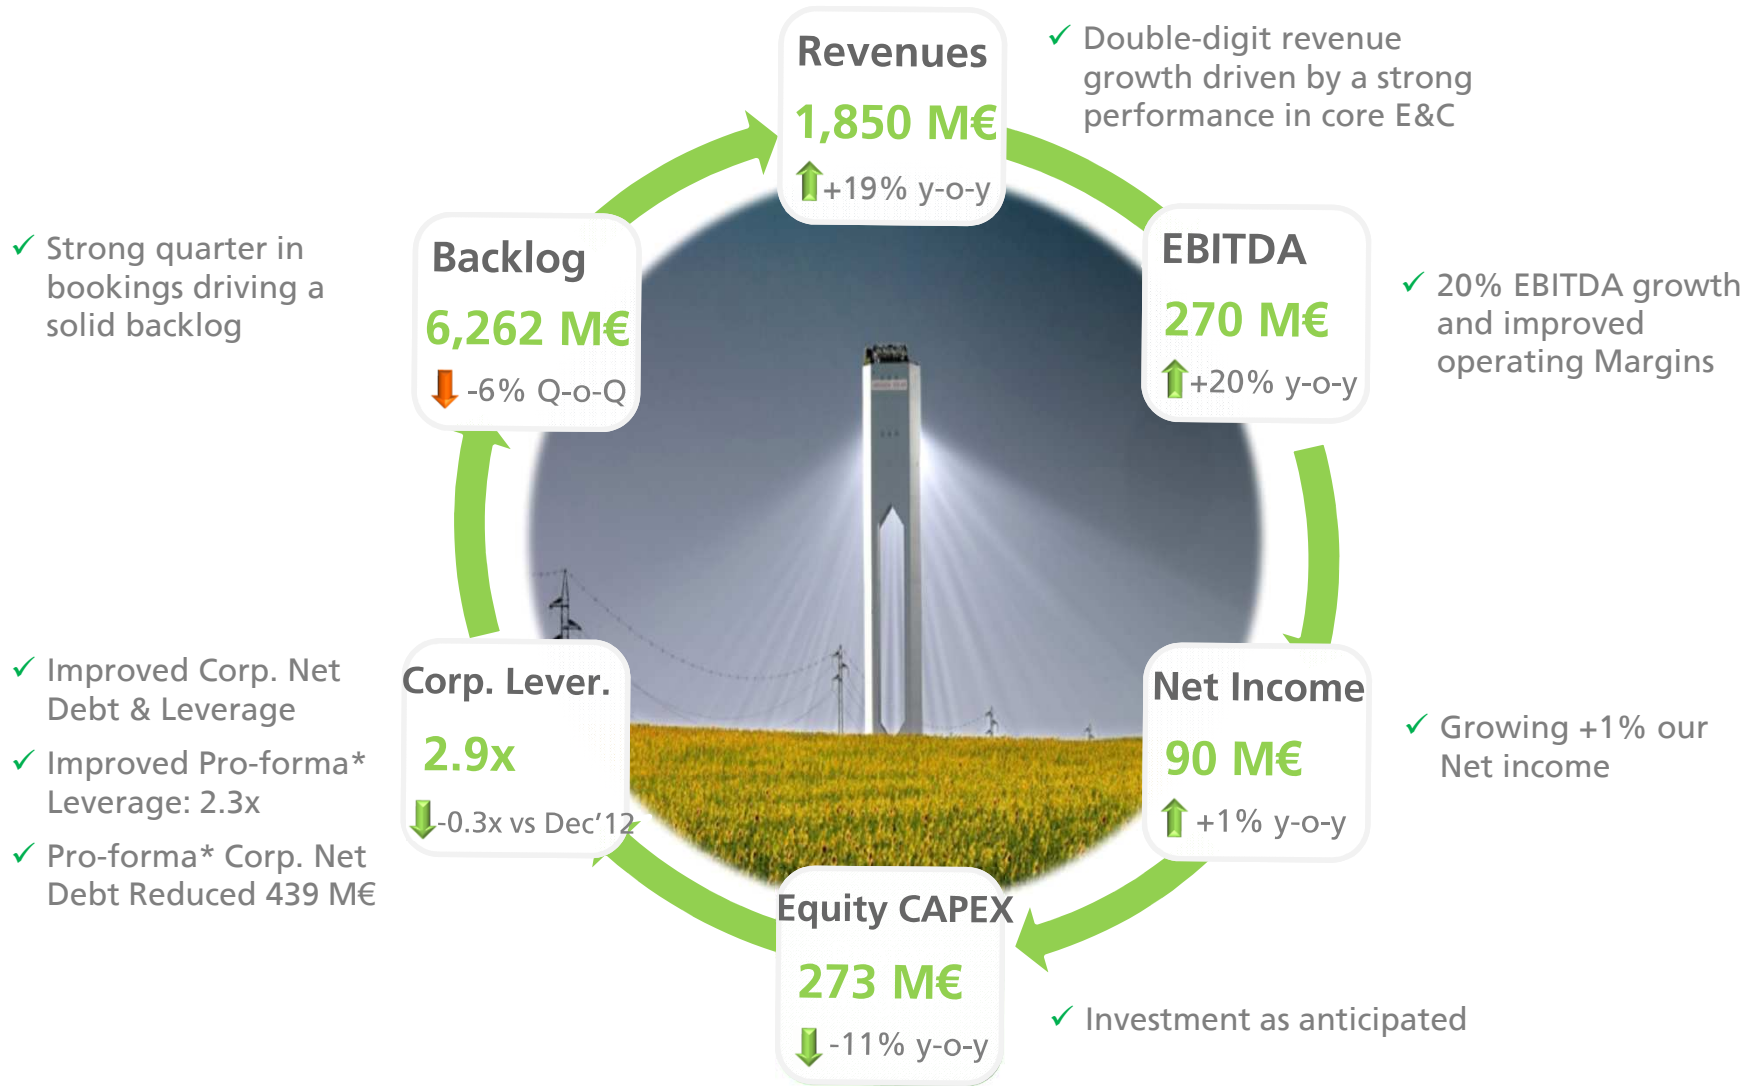 Revenues
1,850 M€
+19% y-o-y
✓ Double-digit revenue
growth driven by a strong
performance in core E&C
EBITDA
270 M€
+20% y-o-y
✓ 20% EBITDA growth
and improved
operating Margins
Net Income
90 M€
+1% y-o-y
✓ Growing +1% our
Net income
Equity CAPEX
273 M€
-11% y-o-y
✓ Investment as anticipated
Corp. Lever.
2.9x
-0.3x vs Dec’12
✓ Improved Corp. Net
Debt & Leverage
✓ Improved Pro-forma*
Leverage: 2.3x
✓ Pro-forma* Corp. Net
Debt Reduced 439 M€
Backlog
6,262 M€
-6% Q-o-Q
✓ Strong quarter in
bookings driving a
solid backlog